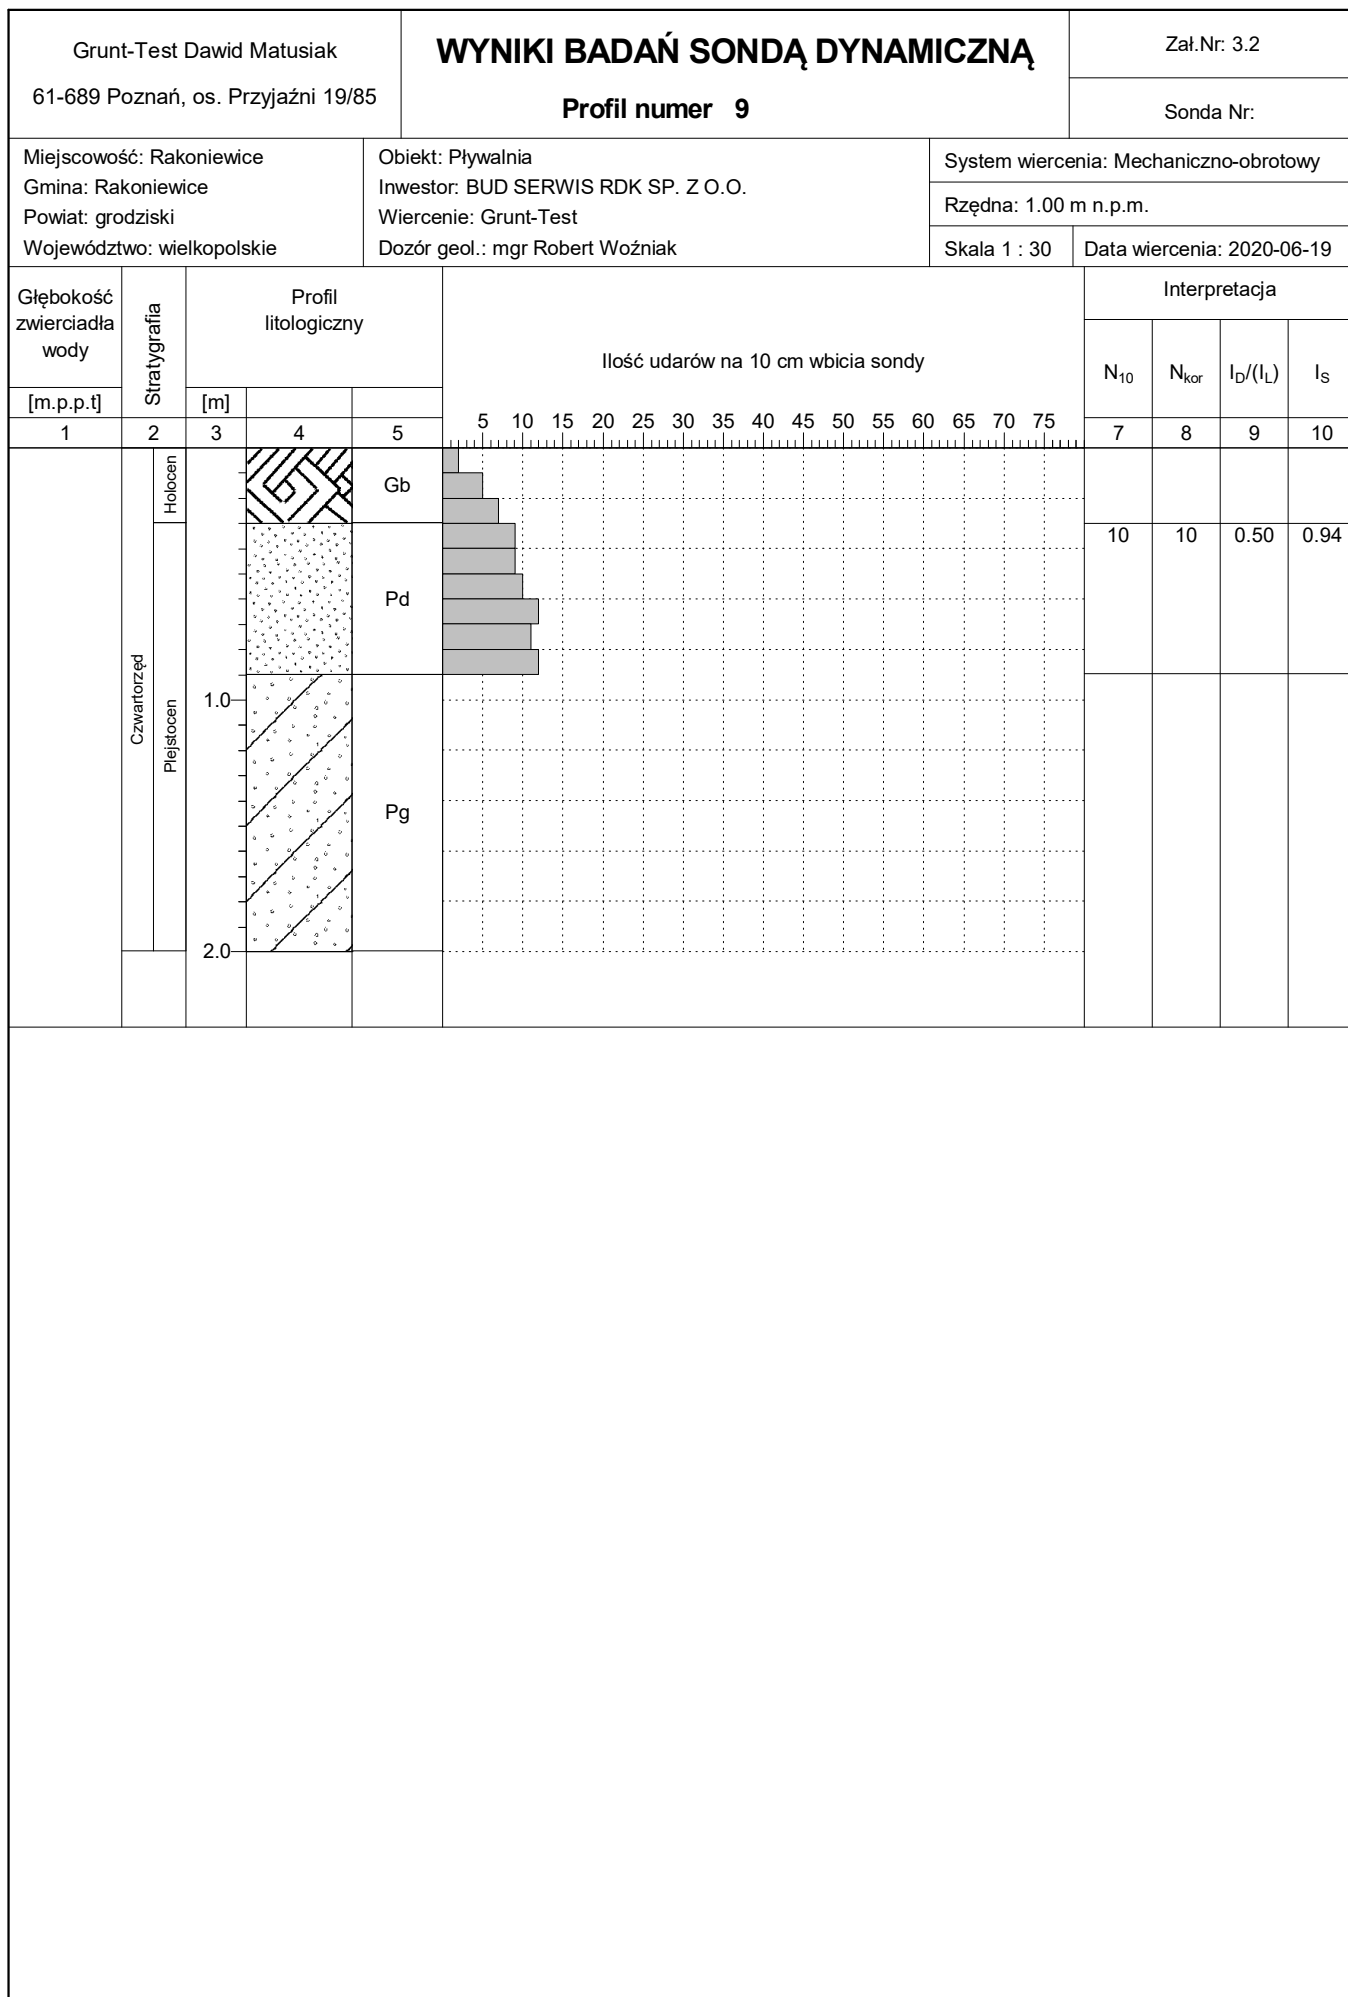 Grunt-Test Dawid Matusiak
61-689 Poznań, os. Przyjaźni 19/85
WYNIKI BADAŃ SONDĄ DYNAMICZNĄ
Profil numer 9
Zał.Nr: 3.2
Sonda Nr:
Miejscowość: Rakoniewice
Gmina: Rakoniewice
Powiat: grodziski
Województwo: wielkopolskie
Obiekt: Pływalnia
Inwestor: BUD SERWIS RDK SP. Z O.O.
Wiercenie: Grunt-Test
Dozór geol.: mgr Robert Woźniak
System wiercenia: Mechaniczno-obrotowy
Rzędna: 1.00 m n.p.m.
Skala 1 : 30
Data wiercenia: 2020-06-19
Głębokość
zwierciadła
wody
[m.p.p.t]
Stratygrafia
Profil
litologiczny
[m]
Ilość udarów na 10 cm wbicia sondy
Interpretacja
N10 Nkor ID/(IL) IS
5 10 15 20 25 30 35 40 45 50 55 60 65 70 75
1 2 3 4 5 7 8 9 10
Czwartorzęd
Holocen
Plejstocen
Gb
Pd
10 10 0.50 0.94
1.0
Pg
2.0